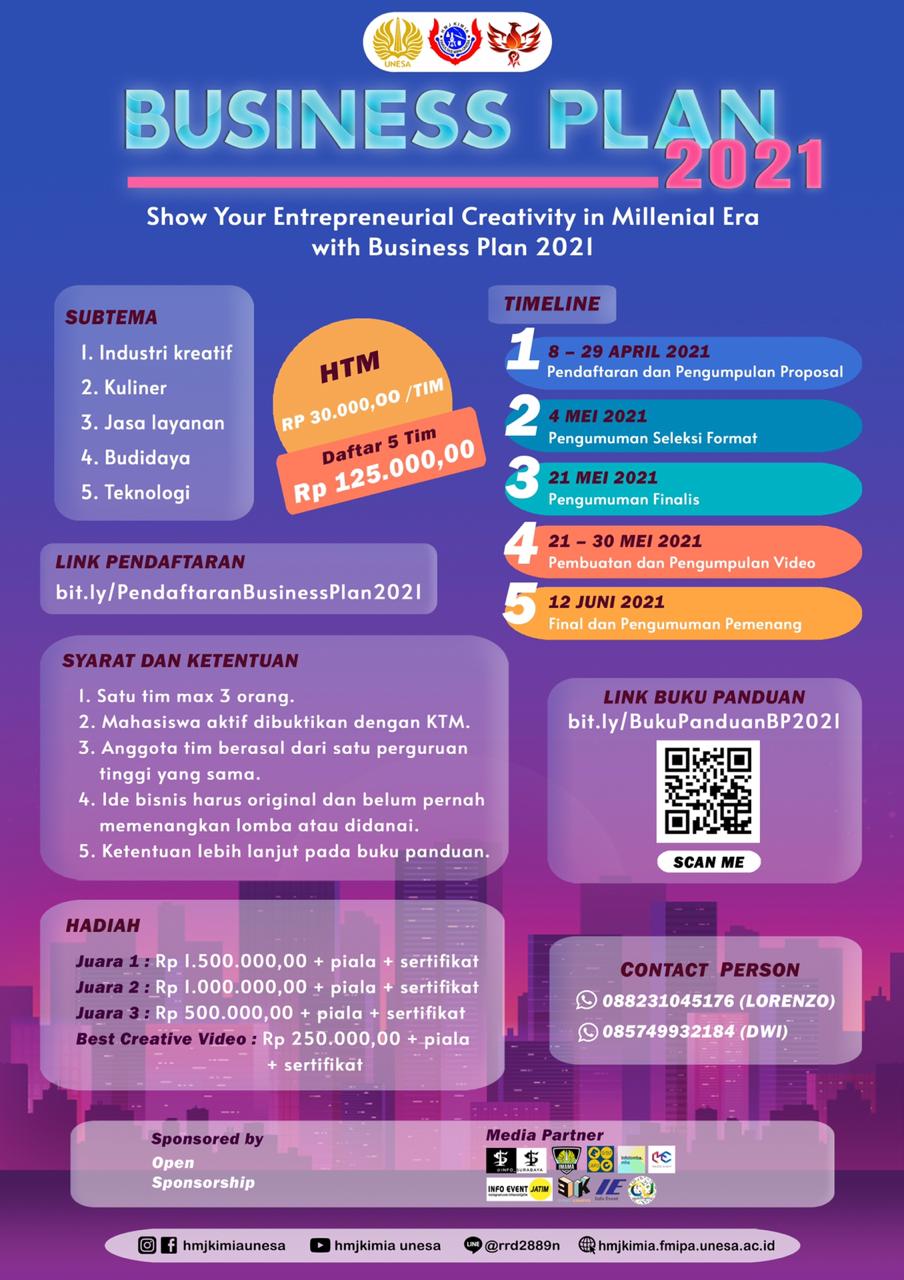 UNESA
BUSINESS PLAN
2021
Show Your Entrepreneurial Creativity in Millenial Era
with Business Plan 2021
SUBTEMA
1. Industri kreatif
2. Kuliner
3. Jasa layanan
4. Budidaya
5. Teknologi
HTM
RP 30.000,00 /TIM
Daftar 5 Tim
Rp 125.000,00
TIMELINE
1
8 – 29 APRIL 2021
Pendaftaran dan Pengumpulan Proposal
2
4 MEI 2021
Pengumuman Seleksi Format
3
21 MEI 2021
Pengumuman Finalis
4
21 – 30 MEI 2021
Pembuatan dan Pengumpulan Video
5
12 JUNI 2021
Final dan Pengumuman Pemenang
LINK PENDAFTARAN
bit.ly/PendaftaranBusinessPlan2021
SYARAT DAN KETENTUAN
1. Satu tim max 3 orang.
2. Mahasiswa aktif dibuktikan dengan KTM.
3. Anggota tim berasal dari satu perguruan
tinggi yang sama.
4. Ide bisnis harus original dan belum pernah
memenangkan lomba atau didanai.
5. Ketentuan lebih lanjut pada buku panduan.
LINK BUKU PANDUAN
bit.ly/BukuPanduanBP2021
SCAN ME
HADIAH
Juara 1 : Rp 1.500.000,00 + piala + sertifikat
Juara 2 : Rp 1.000.000,00 + piala + sertifikat
Juara 3 : Rp 500.000,00 + piala + sertifikat
Best Creative Video : Rp 250.000,00 + piala
+ sertifikat
CONTACT PERSON
088231045176 (LORENZO)
085749932184 (DWI)
Sponsored by
Open
Sponsorship
Media Partner
INFO EVENT JATIM
hmjkimiaunesa
hmjkimia unesa
LINE
@rrd2889n
hmjkimia.fmipa.unesa.ac.id